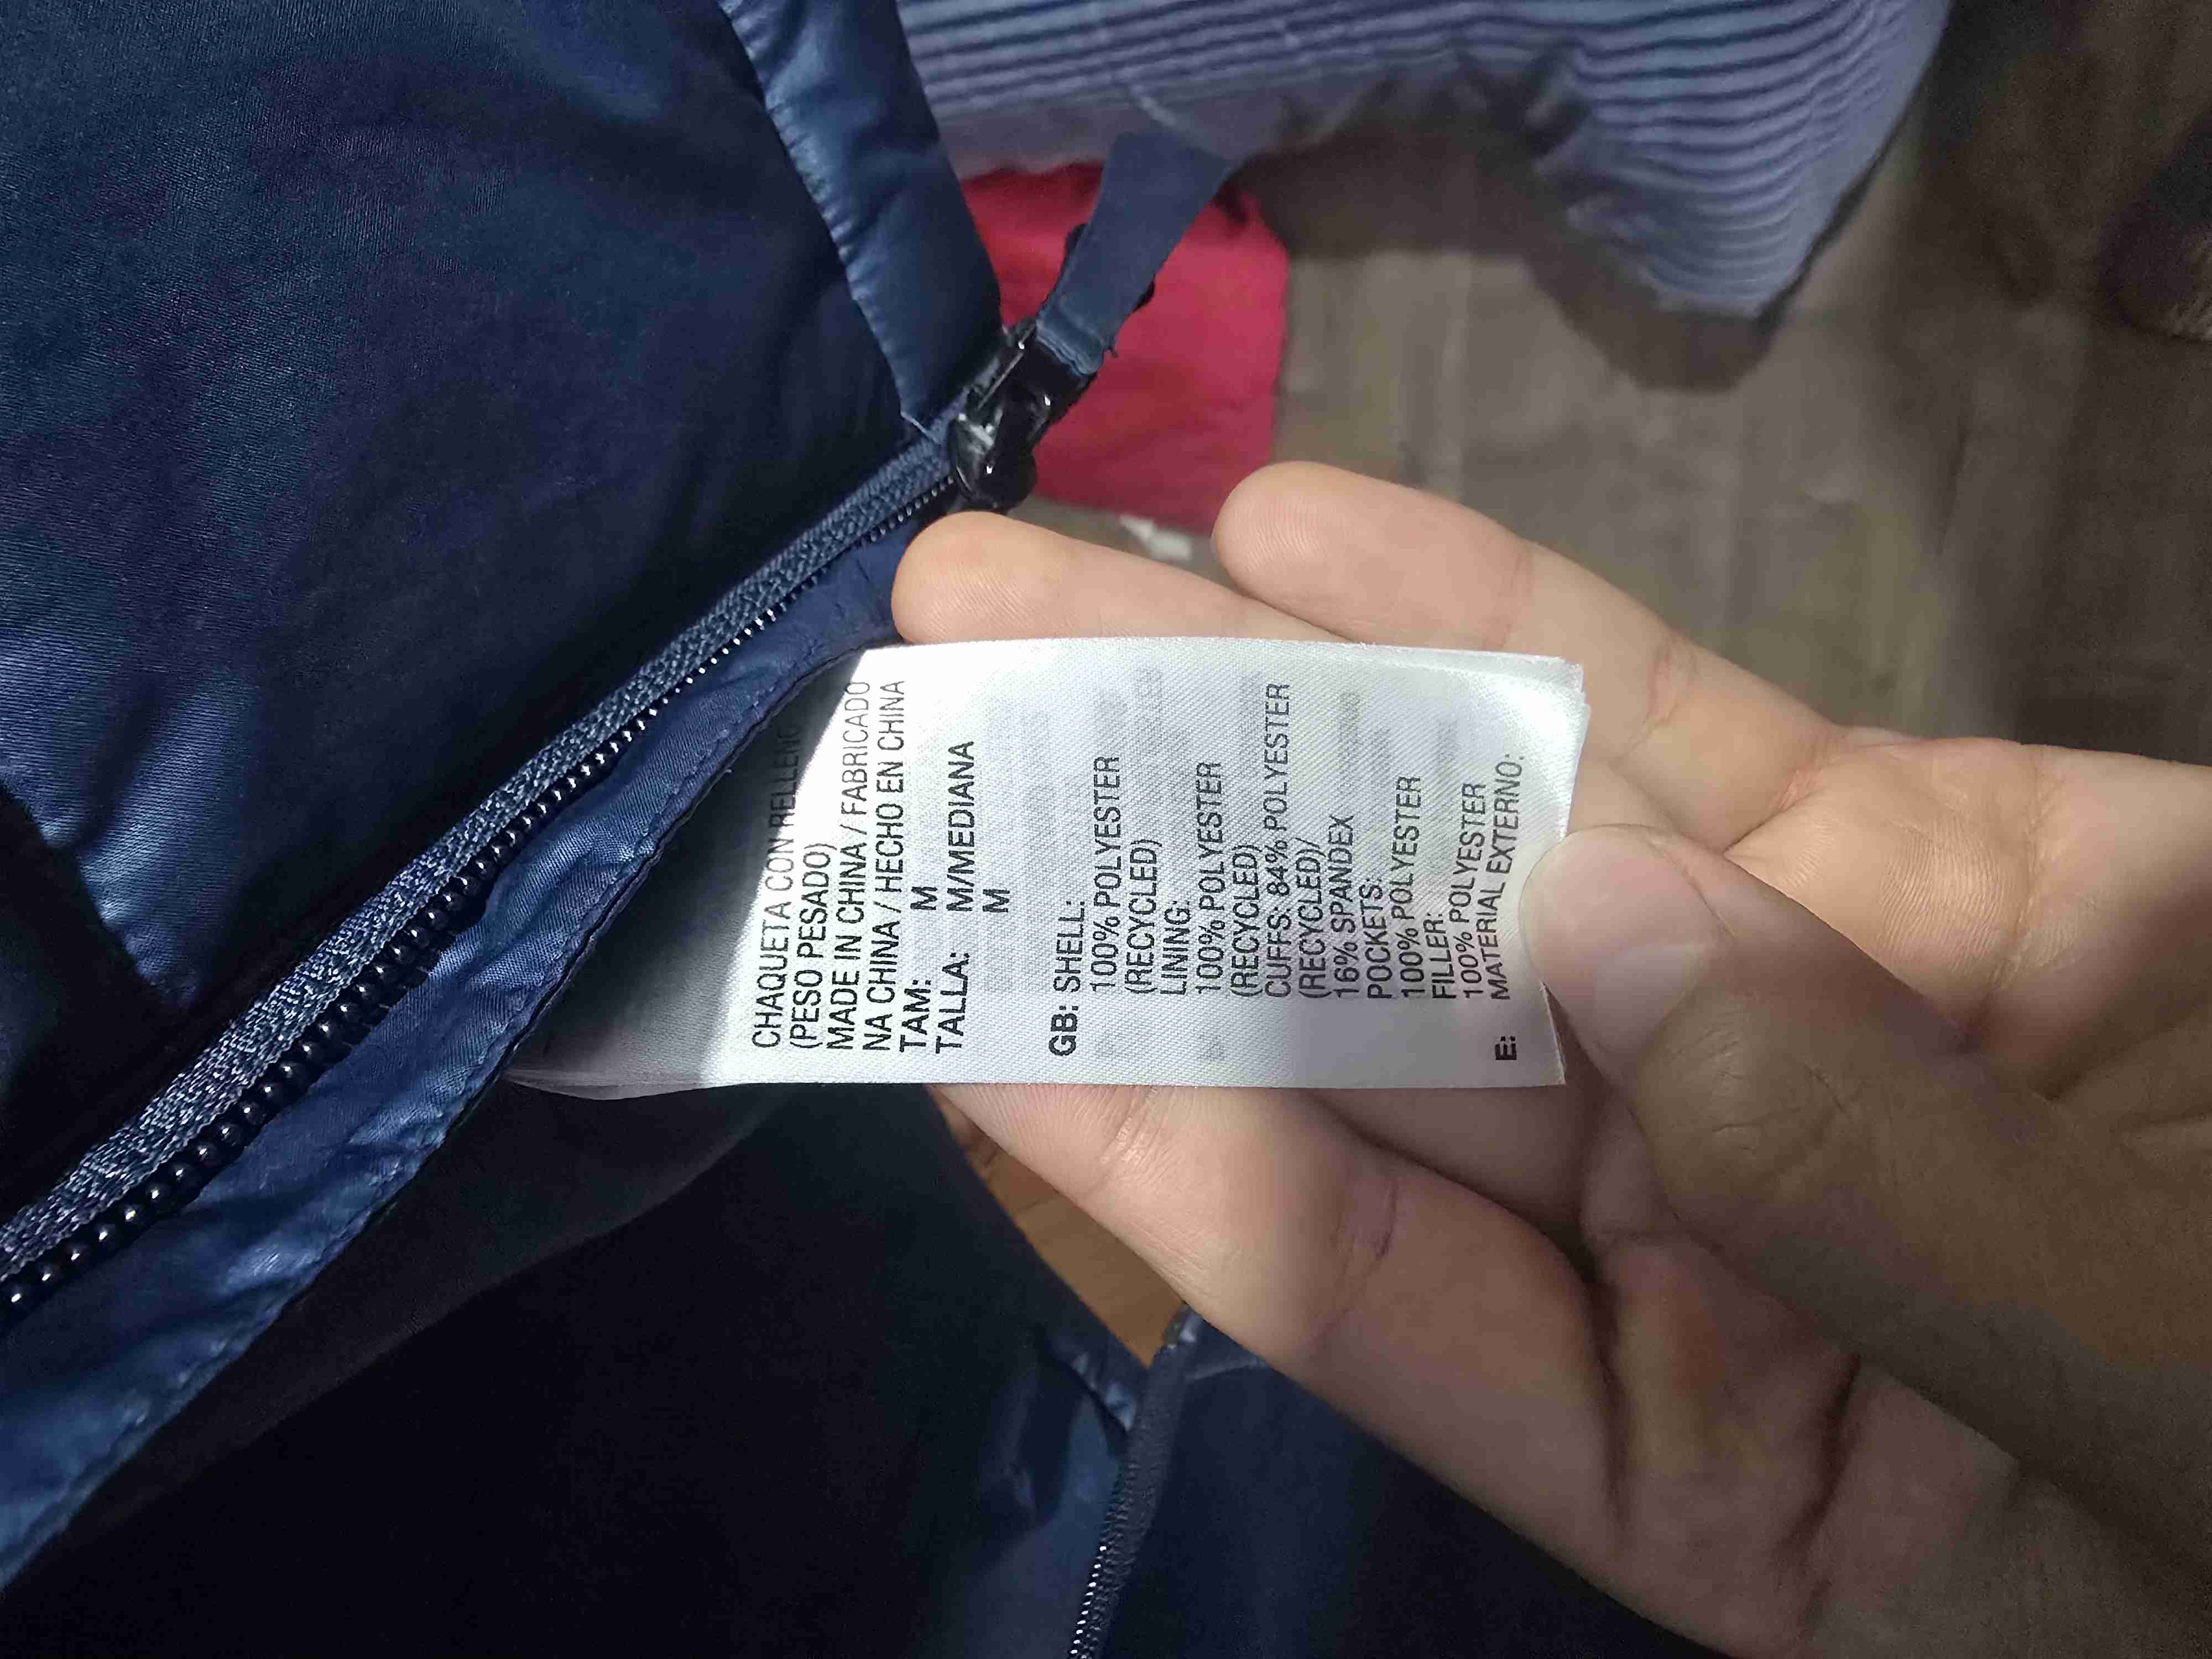 CHAQUETA CON RELLENO
(PESO PESADO)
MADE IN CHINA / FABRICADO
NA CHINA / HECHO EN CHINA
TAM: M
TALLA: M/MEDIANA
M
GB: SHELL:
100% POLYESTER
(RECYCLED)
LINING:
100% POLYESTER
(RECYCLED)
CUFFS: 84% POLYESTER
(RECYCLED)/
16% SPANDEX
POCKETS:
100% POLYESTER
FILLER:
100% POLYESTER
E: MATERIAL EXTERNO: